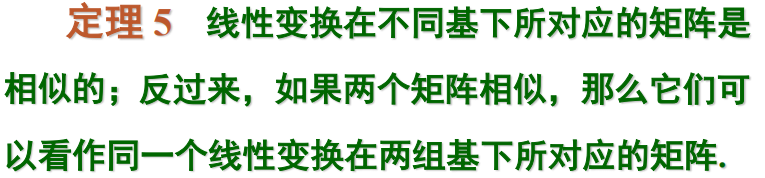 定理 5 线性变换在不同基下所对应的矩阵是
相似的；反过来，如果两个矩阵相似，那么它们可
以看作同一个线性变换在两组基下所对应的矩阵.